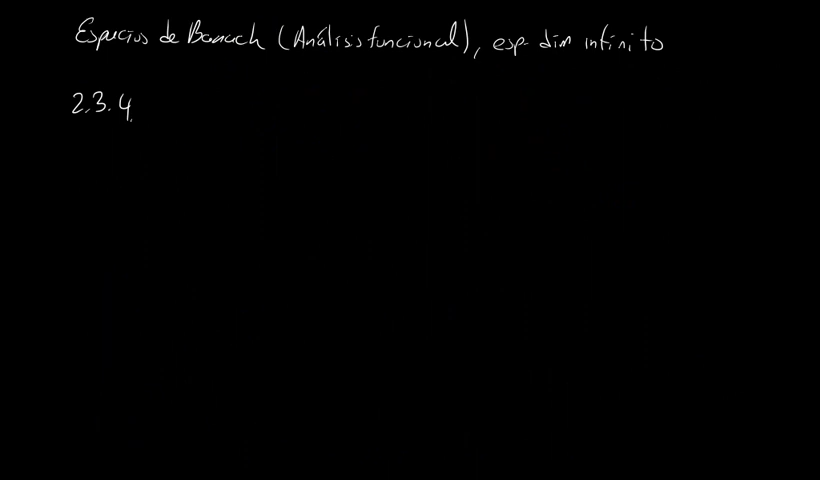 Espacios de Banach (Análisis funcional), esp. dim infinito
2.3.4.